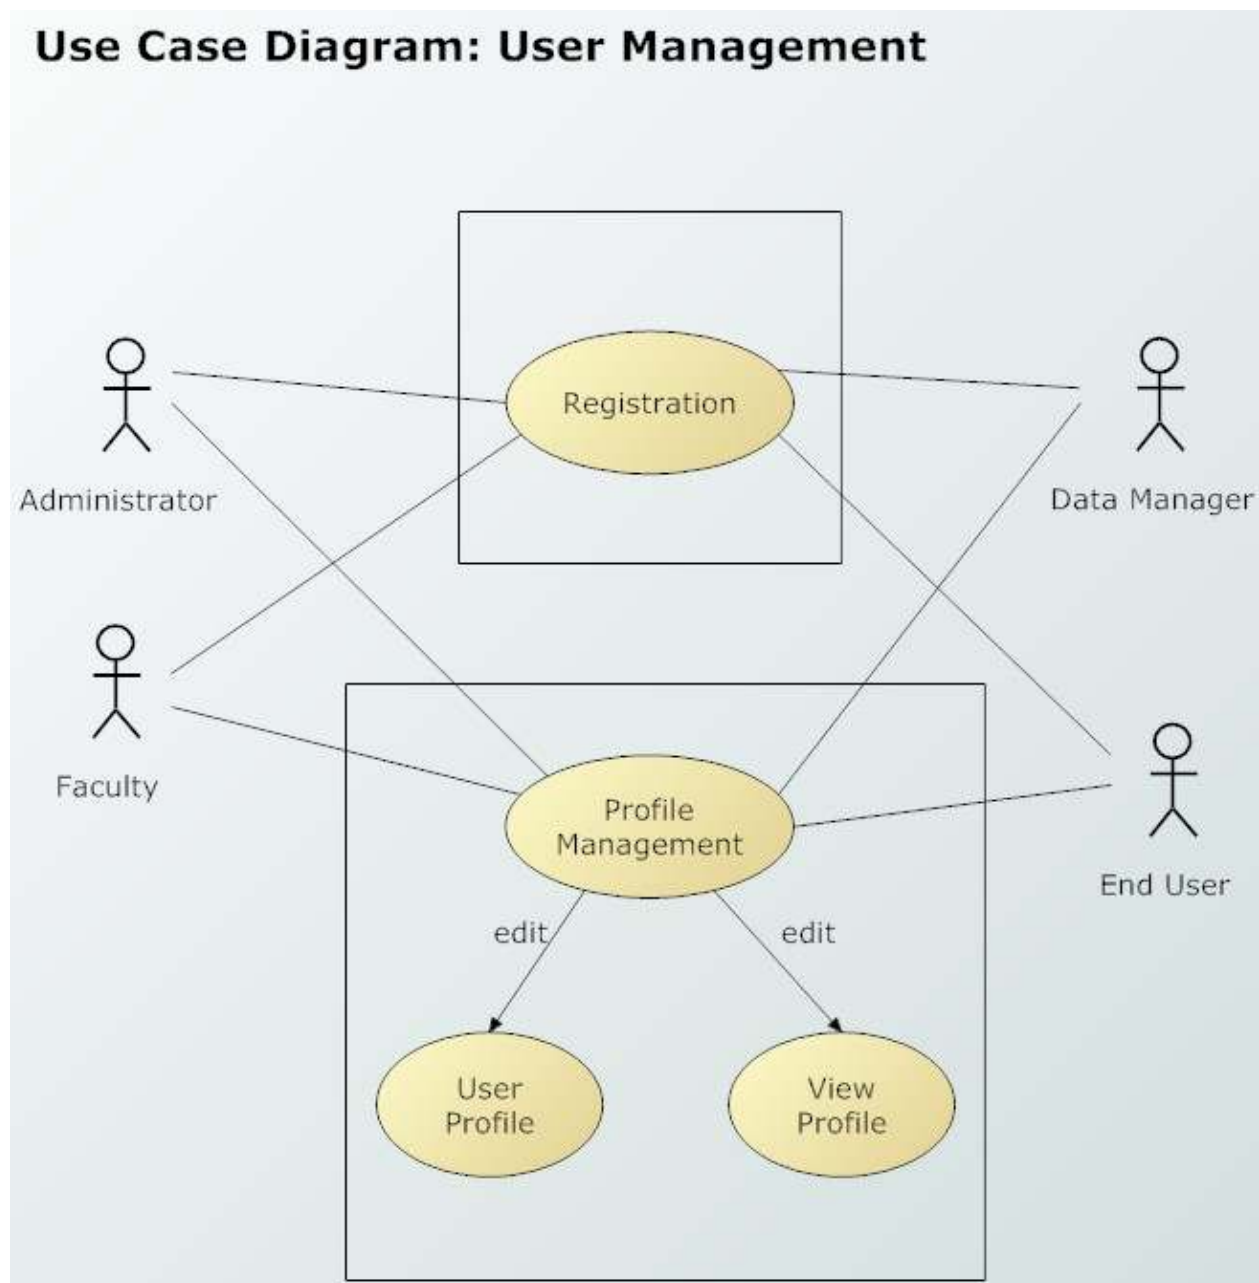 Use Case Diagram: User Management
Registration
Administrator
Data Manager
Faculty
Profile
Management
End User
edit
edit
User
Profile
View
Profile